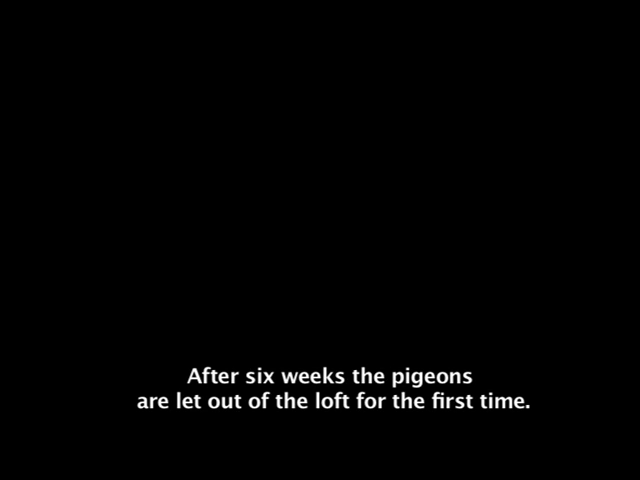 After six weeks the pigeons
are let out of the loft for the first time.